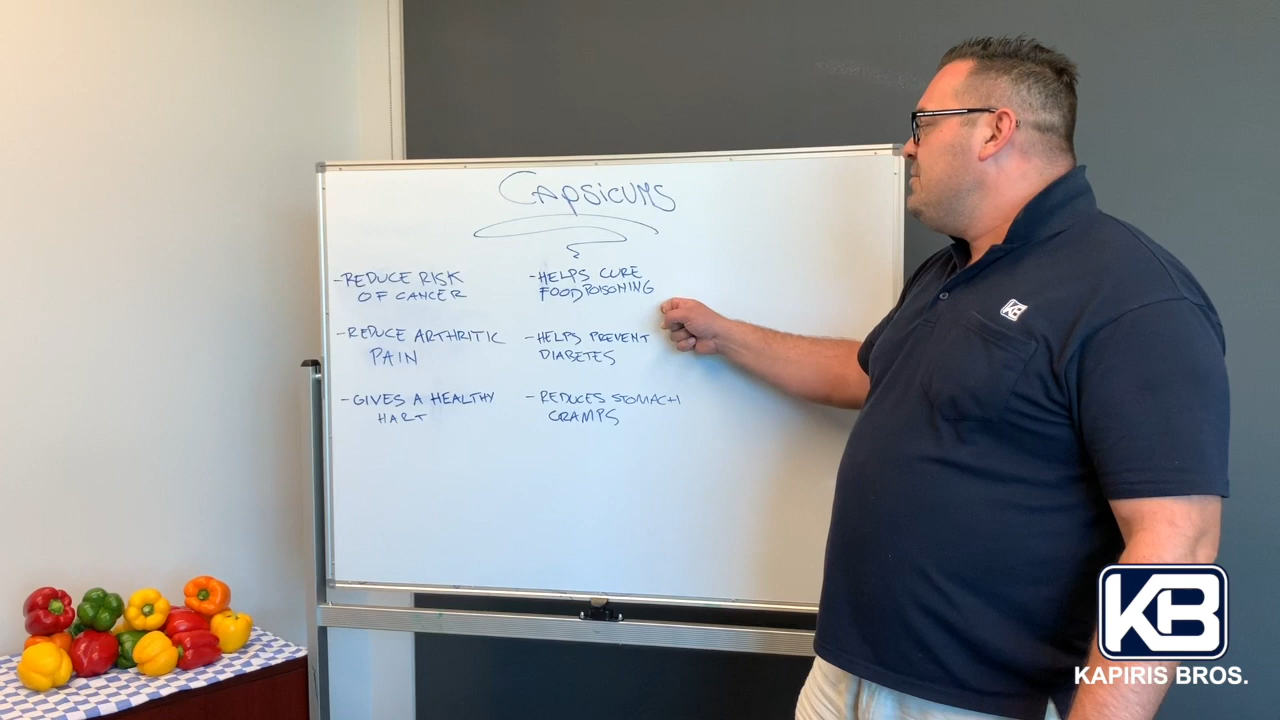 CAPSICUMS
-REDUCE RISK
OF CANCER
-REDUCE ARTHRITIC
PAIN
-GIVES A HEALTHY
HART
-HELPS CURE
FOOD POISONING
-HELPS PREVENT
DIABETES
-REDUCES STOMACH
CRAMPS
KB
KB
KAPIRIS BROS.